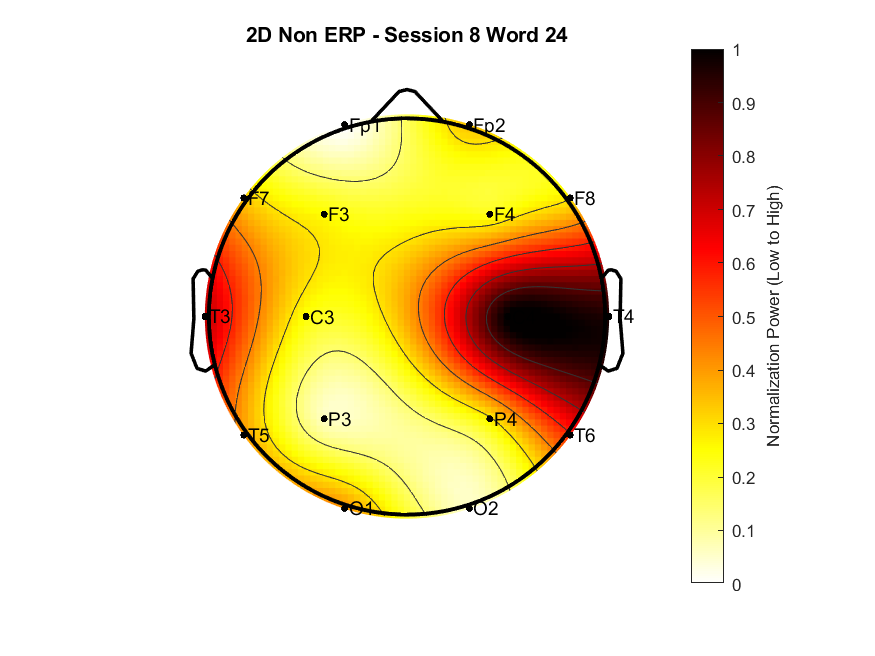 2D Non ERP - Session 8 Word 24
Fp1 Fp2
F7 F8
F3 F4
T3 C3 T4
P3 P4
T5 T6
O1 O2
1
0.9
0.8
0.7
0.6
0.5
0.4
0.3
0.2
0.1
0
Normalization Power (Low to High)